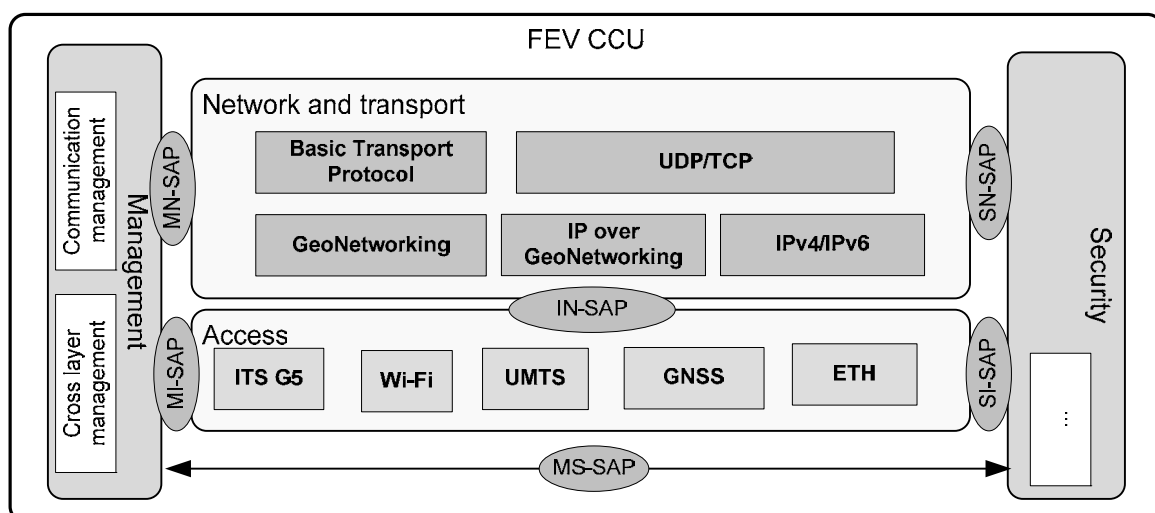 FEV CCU
Management
Communication
management
Cross layer
management
MN-SAP
MI-SAP
Network and transport
Basic Transport
Protocol
UDP/TCP
GeoNetworking
IP over
GeoNetworking
IPv4/IPv6
IN-SAP
Access
ITS G5
Wi-Fi
UMTS
GNSS
ETH
MS-SAP
SN-SAP
SI-SAP
Security
...